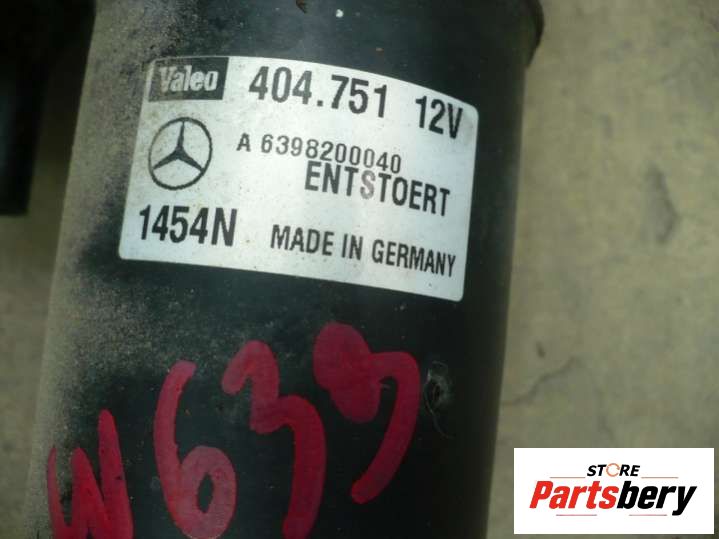 Valeo 404.751 12V
A 6398200040
ENTSTOERT
1454N MADE IN GERMANY
W639
STORE
Partsbery